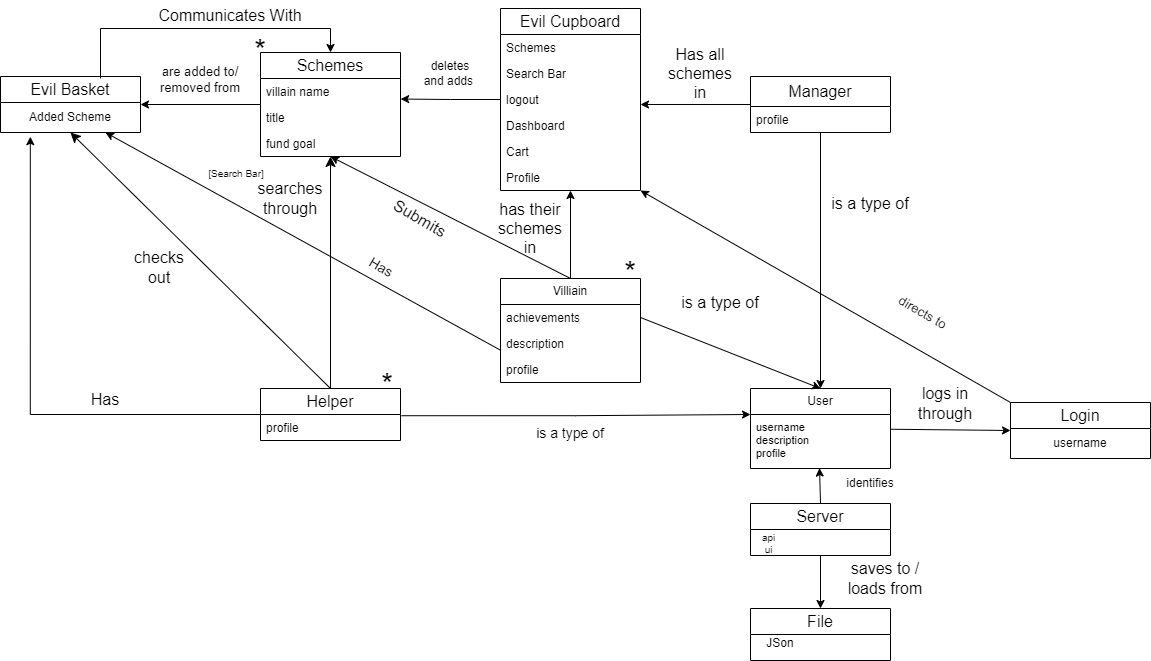 Communicates With
Evil Cupboard
Schemes
Search Bar
logout
Dashboard
Cart
Profile
*
Schemes
villain name
title
fund goal
are added to/
removed from
deletes
and adds
Has all
schemes
in
Evil Basket
Added Scheme
Manager
profile
[Search Bar]
searches
through
Submits
has their
schemes
in
is a type of
checks
out
Has
*
Villiain
achievements
description
profile
is a type of
directs to
Has
*
Helper
profile
is a type of
User
username
description
profile
logs in
through
Login
username
identifies
Server
api
ui
saves to /
loads from
File
JSon